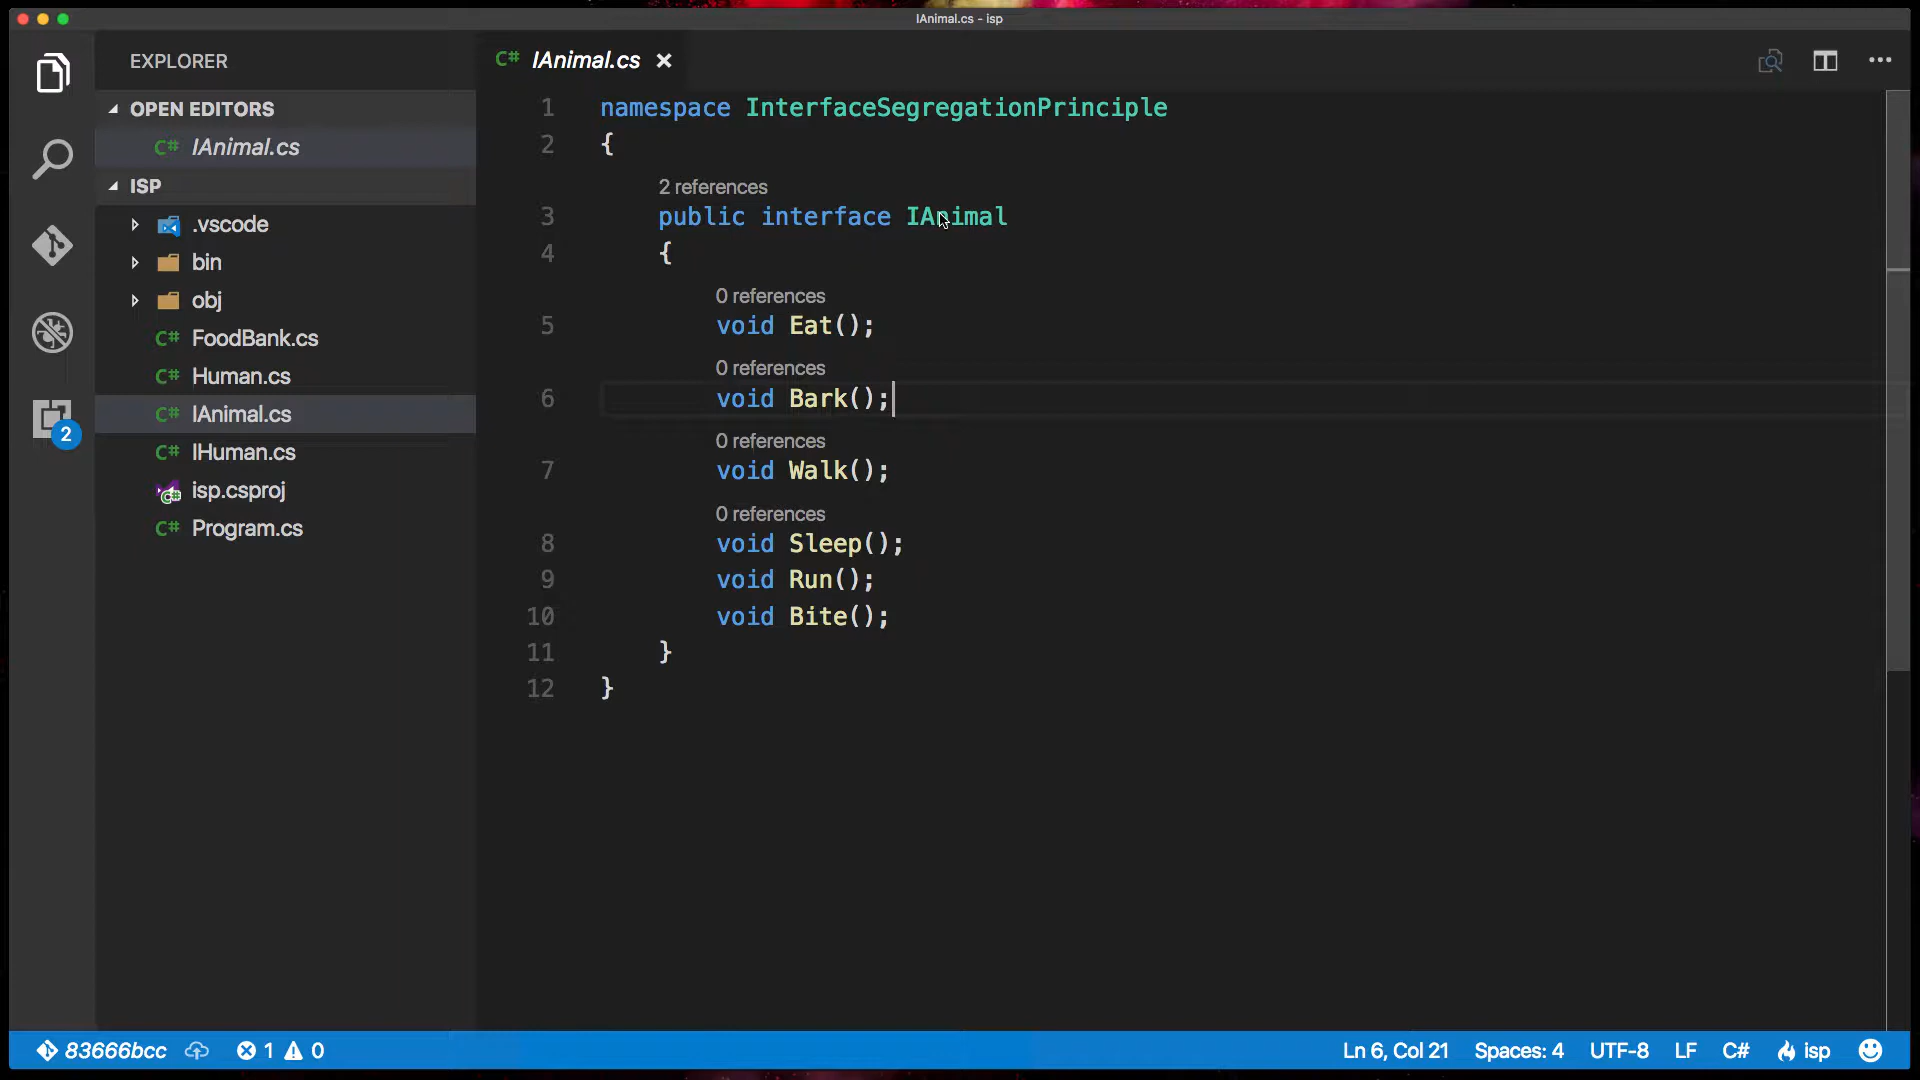 IAnimal.cs - isp
EXPLORER
OPEN EDITORS
C# IAnimal.cs
ISP
.vscode
bin
obj
C# FoodBank.cs
C# Human.cs
C# IAnimal.cs
C# IHuman.cs
isp.csproj
C# Program.cs
2
C# IAnimal.cs
1 namespace InterfaceSegregationPrinciple
2 {
2 references
3 public interface IAnimal
4 {
0 references
5 void Eat();
0 references
6 void Bark();
0 references
7 void Walk();
0 references
8 void Sleep();
9 void Run();
10 void Bite();
11 }
12 }
83666bcc 1 0 Ln 6, Col 21 Spaces: 4 UTF-8 LF C# isp